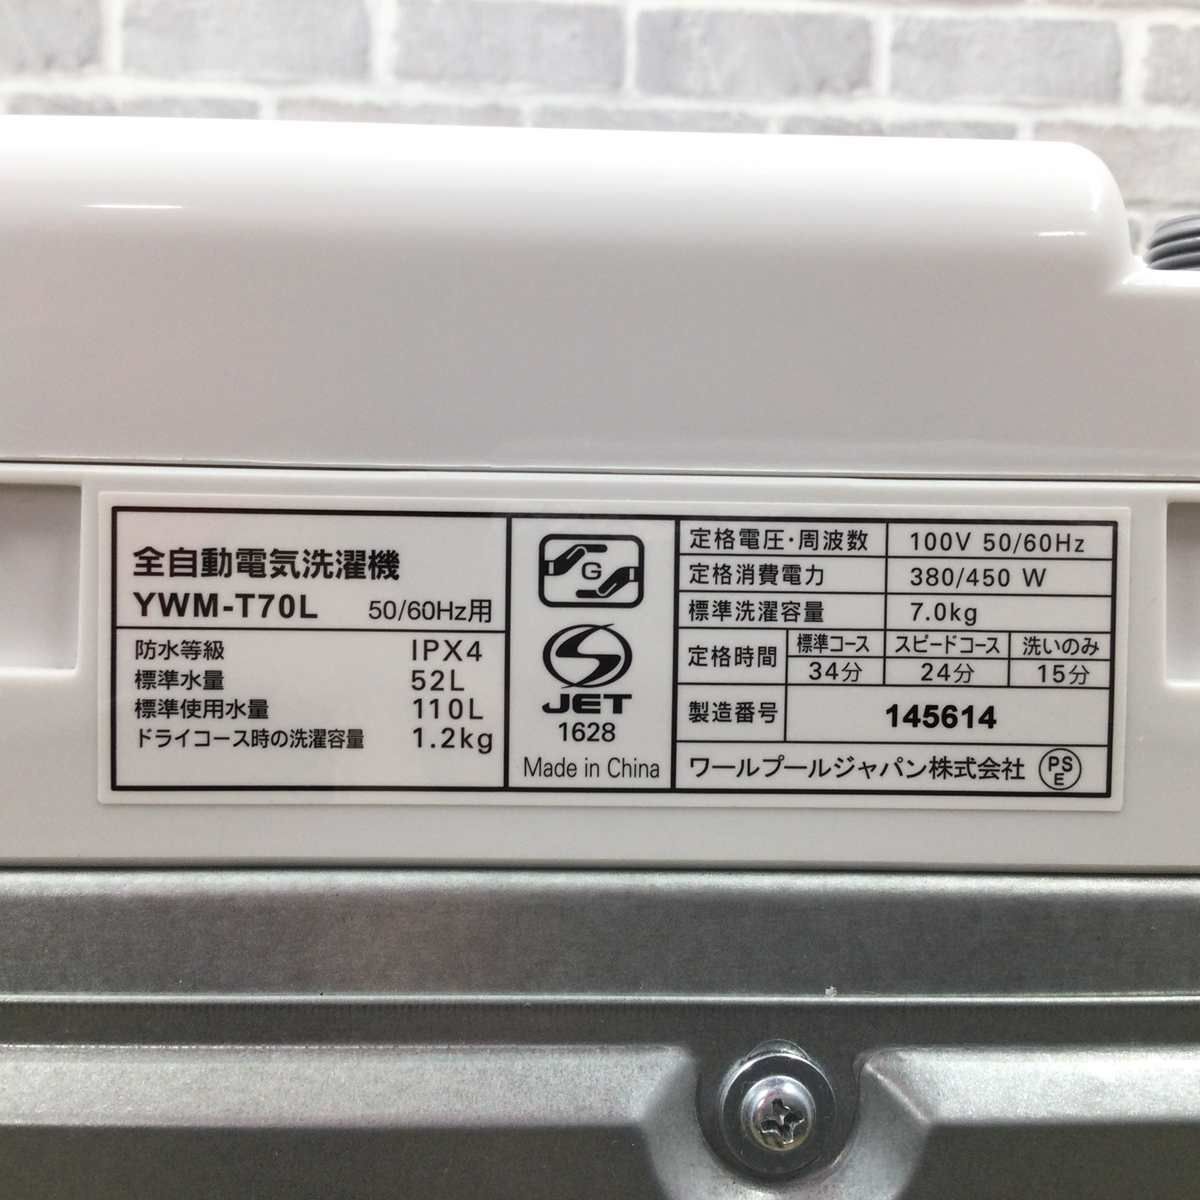 全自動電気洗濯機
YWM-T70L 50/60Hz用
防水等級 IPX4
標準水量 52L
標準使用水量 110L
ドライコース時の洗濯容量 1.2kg
G
JET
1628
Made in China
定格電圧・周波数 100V 50/60Hz
定格消費電力 380/450 W
標準洗濯容量 7.0kg
定格時間 標準コース スピードコース 洗いのみ
34分 24分 15分
製造番号 145614
ワールプールジャパン株式会社 PSE